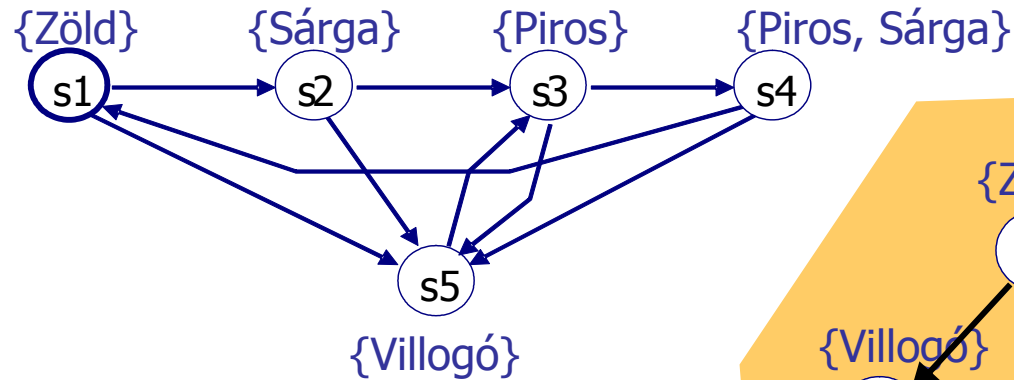 {Zöld} {Sárga} {Piros} {Piros, Sárga}
s1 s2 s3 s4
s5
{Villogó} {Villogó}